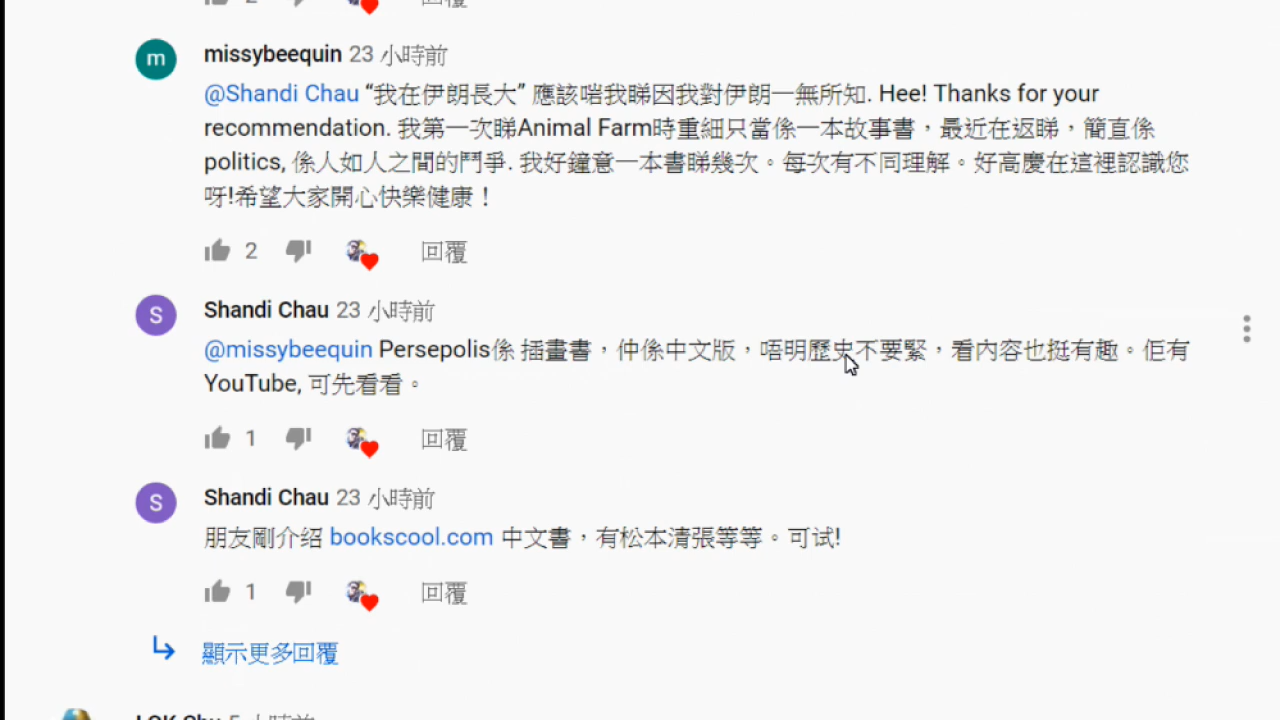 2 回覆
m missybeequin 23 小時前
@Shandi Chau “我在伊朗長大” 應該啱我睇因我對伊朗一無所知. Hee! Thanks for your
recommendation. 我第一次睇Animal Farm時重細只當係一本故事書，最近在返睇，簡直係
politics, 係人如人之間的鬥爭. 我好鐘意一本書睇幾次。每次有不同理解。好高慶在這裡認識您
呀!希望大家開心快樂健康！
2 回覆
S Shandi Chau 23 小時前
@missybeequin Persepolis係 插畫書，仲係中文版，唔明歷史不要緊，看內容也挺有趣。佢有
YouTube, 可先看看。
1 回覆
S Shandi Chau 23 小時前
朋友剛介绍 bookscool.com 中文書，有松本清張等等。可试!
1 回覆
顯示更多回覆
LOK Chu 5 小時前